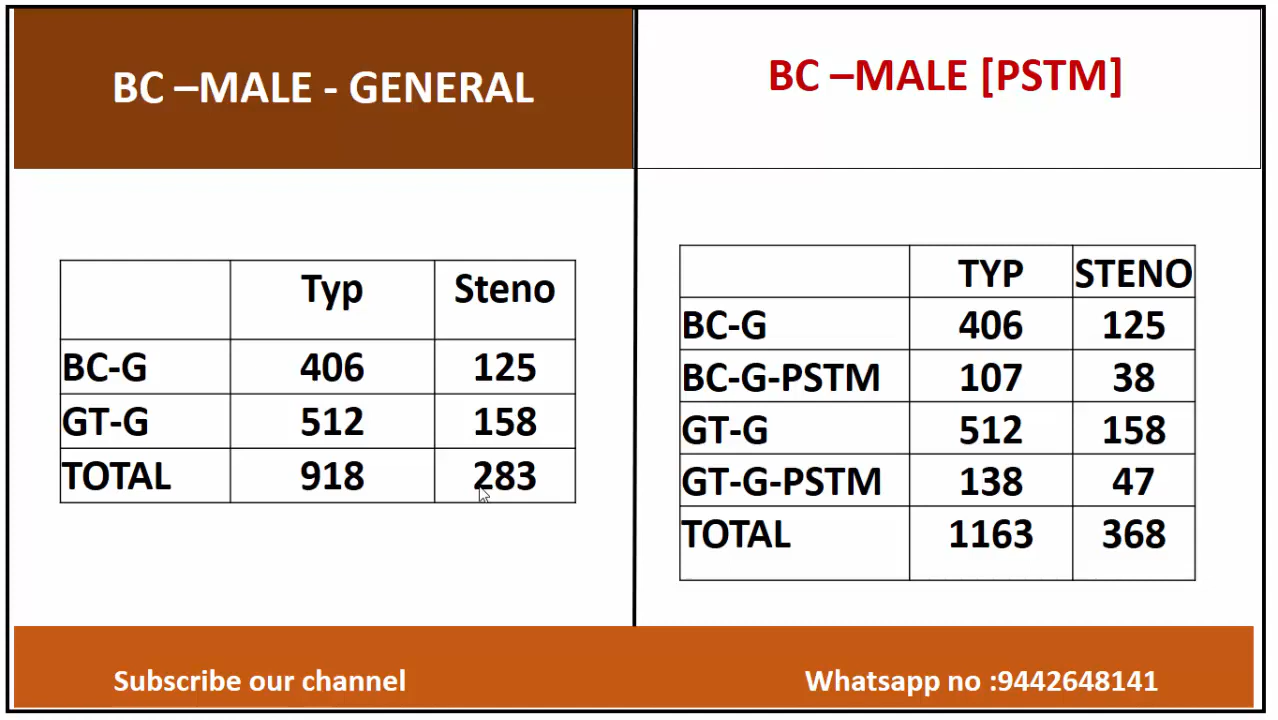 BC –MALE - GENERAL
BC –MALE [PSTM]
Typ Steno
BC-G 406 125
GT-G 512 158
TOTAL 918 283
TYP STENO
BC-G 406 125
BC-G-PSTM 107 38
GT-G 512 158
GT-G-PSTM 138 47
TOTAL 1163 368
Subscribe our channel
Whatsapp no :9442648141